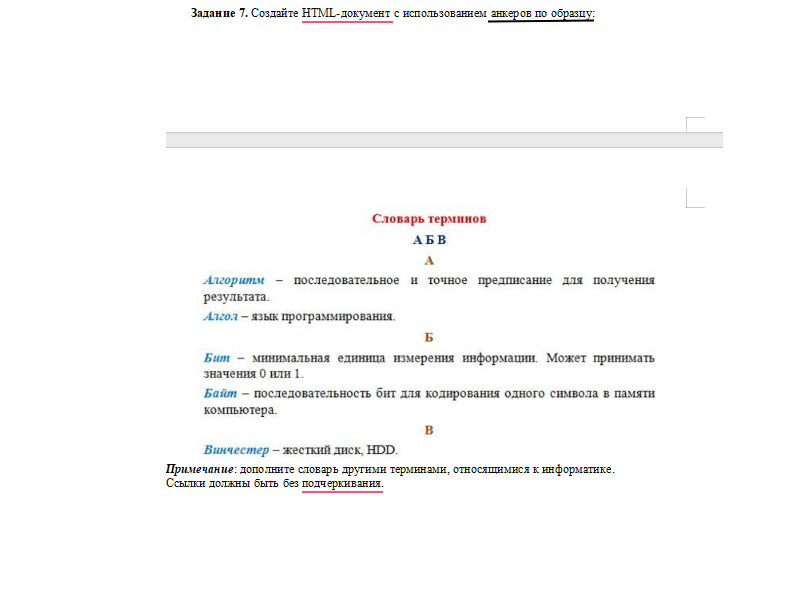 Задание 7. Создайте HTML-документ с использованием анкеров по образцу:
Словарь терминов
А Б В
А
Алгоритм – последовательное и точное предписание для получения
результата.
Алгол – язык программирования.
Б
Бит – минимальная единица измерения информации. Может принимать
значения 0 или 1.
Байт – последовательность бит для кодирования одного символа в памяти
компьютера.
В
Винчестер – жесткий диск, HDD.
Примечание: дополните словарь другими терминами, относящимися к информатике.
Ссылки должны быть без подчеркивания.